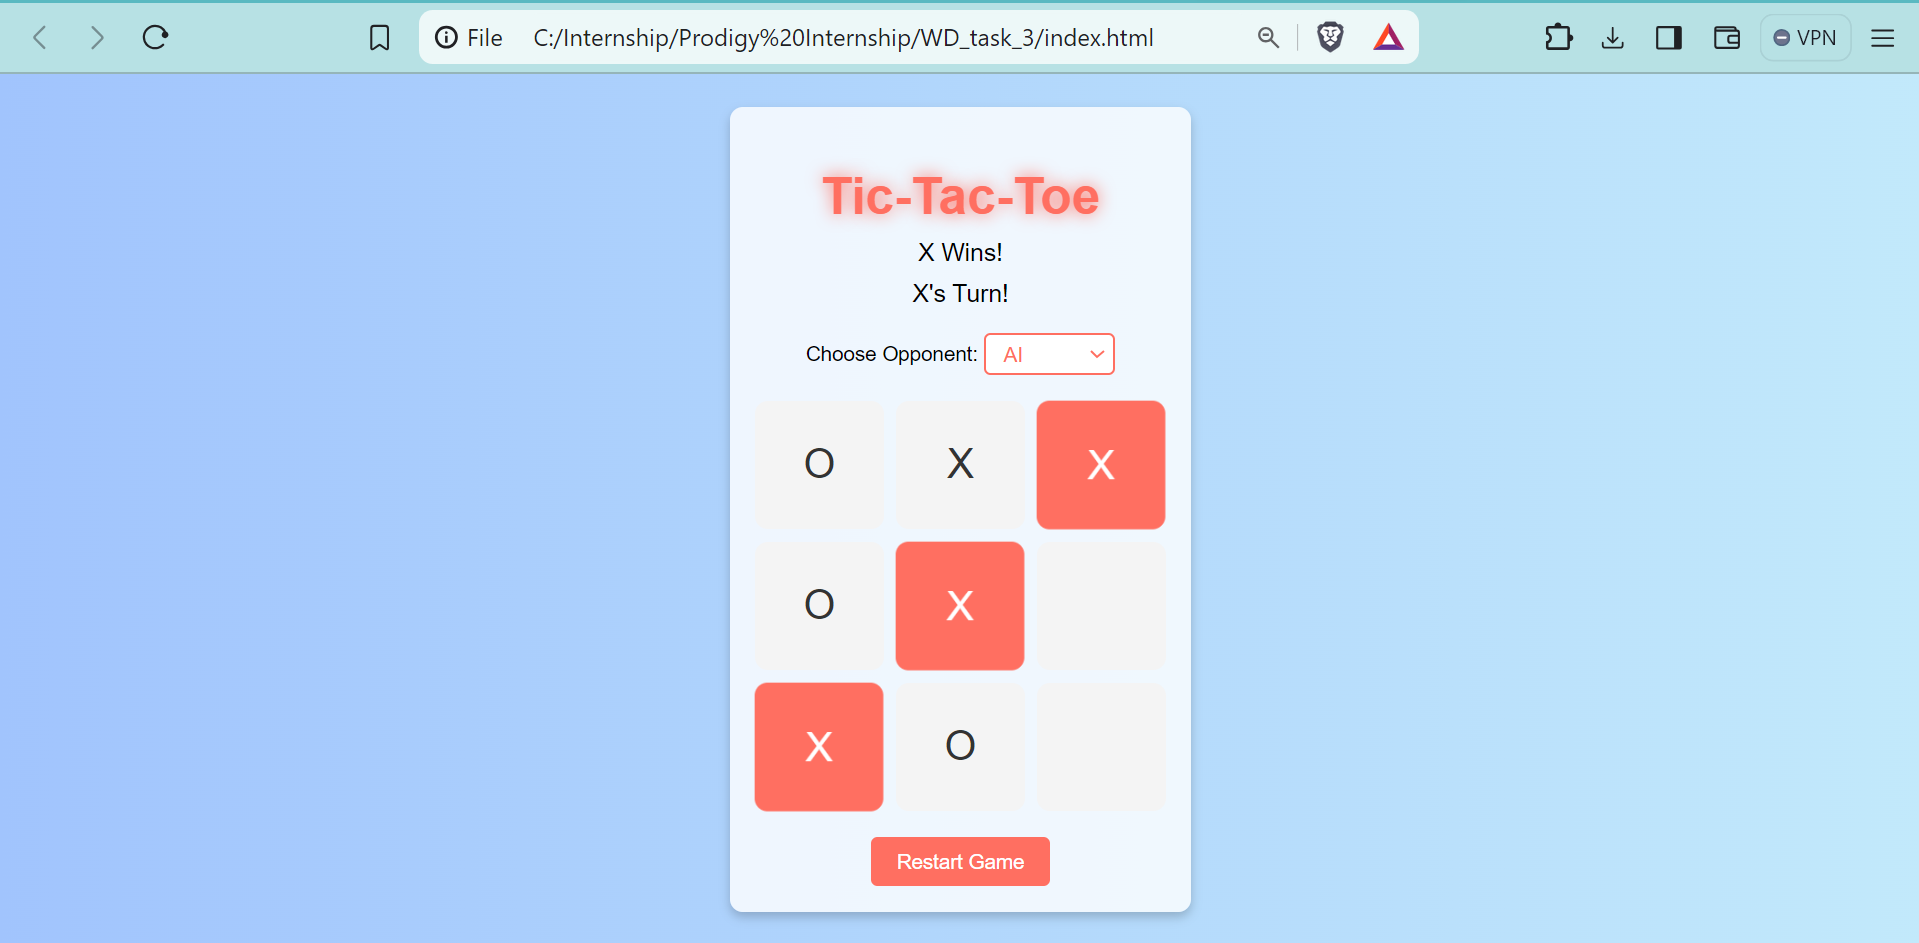 File C:/Internship/Prodigy%20Internship/WD_task_3/index.html VPN
Tic-Tac-Toe
X Wins!
X's Turn!
Choose Opponent: AI
O X X
O X
X O
Restart Game